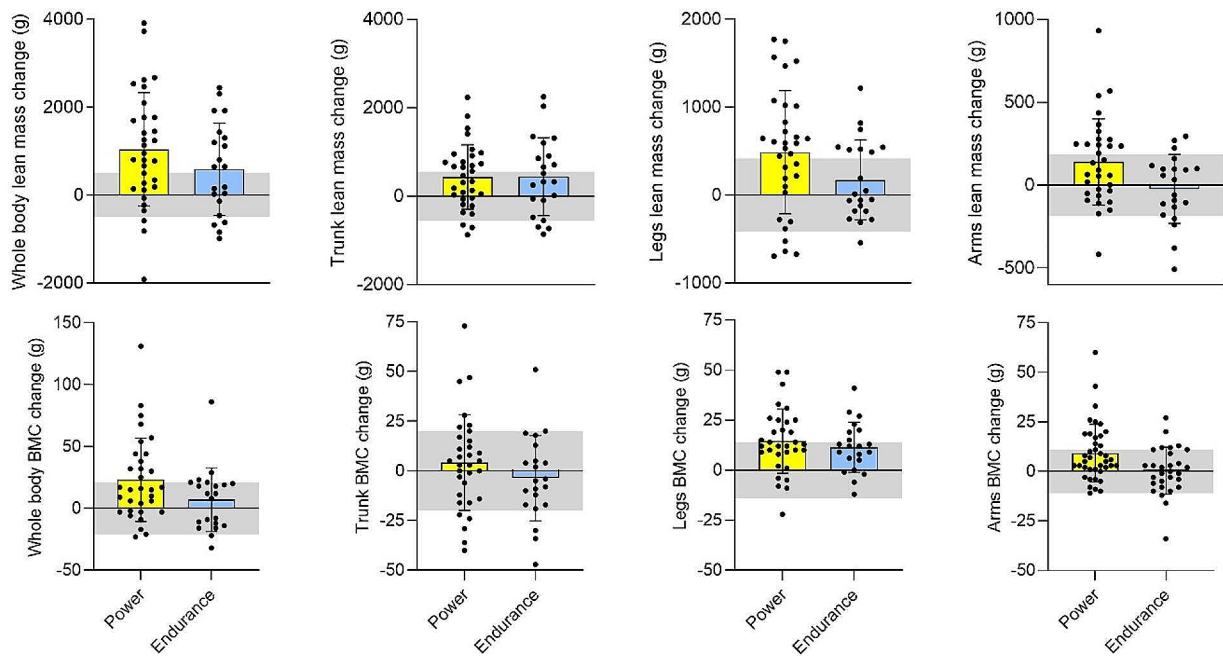 Whole body lean mass change (g)
4000
2000
0
-2000
Trunk lean mass change (g)
4000
2000
0
-2000
Legs lean mass change (g)
2000
1000
0
-1000
Arms lean mass change (g)
1000
500
0
-500
Whole body BMC change (g)
150
100
50
0
-50
Power
Endurance
Trunk BMC change (g)
75
50
25
0
-25
-50
Power
Endurance
Legs BMC change (g)
75
50
25
0
-25
-50
Power
Endurance
Arms BMC change (g)
75
50
25
0
-25
-50
Power
Endurance